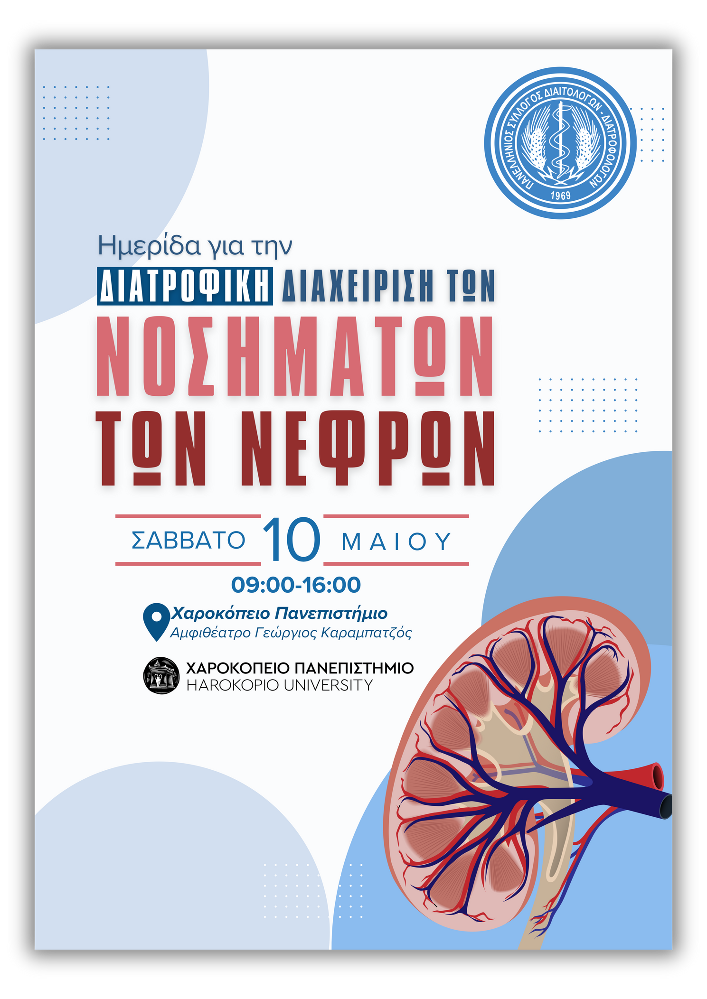 ΠΑΝΕΛΛΗΝΙΟΣ ΣΥΛΛΟΓΟΣ ΔΙΑΙΤΟΛΟΓΩΝ - ΔΙΑΤΡΟΦΟΛΟΓΩΝ
1969
Ημερίδα για την
ΔΙΑΤΡΟΦΙΚΗ ΔΙΑΧΕΙΡΙΣΗ ΤΩΝ
ΝΟΣΗΜΑΤΩΝ
ΤΩΝ ΝΕΦΡΩΝ
ΣΑΒΒΑΤΟ 10 ΜΑΙΟΥ
09:00-16:00
Χαροκόπειο Πανεπιστήμιο
Αμφιθέατρο Γεώργιος Καραμπατζός
ΧΑΡΟΚΟΠΕΙΟ ΠΑΝΕΠΙΣΤΗΜΙΟ
HAROKOPIO UNIVERSITY